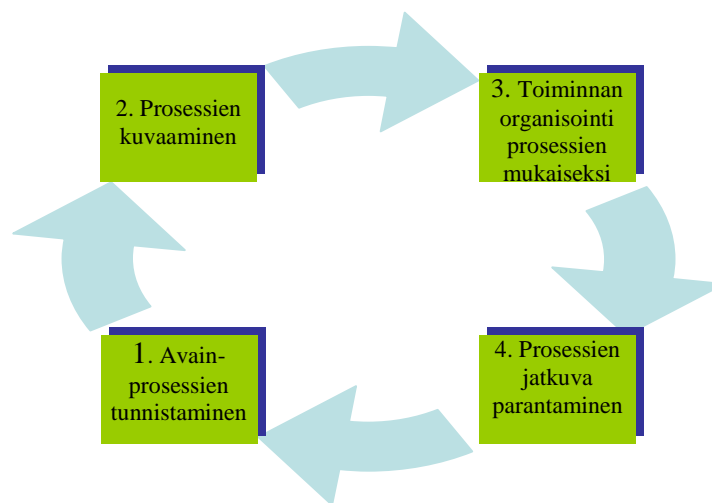 2. Prosessien
kuvaaminen
3. Toiminnan
organisointi
prosessien
mukaiseksi
1. Avain-
prosessien
tunnistaminen
4. Prosessien
jatkuva
parantaminen